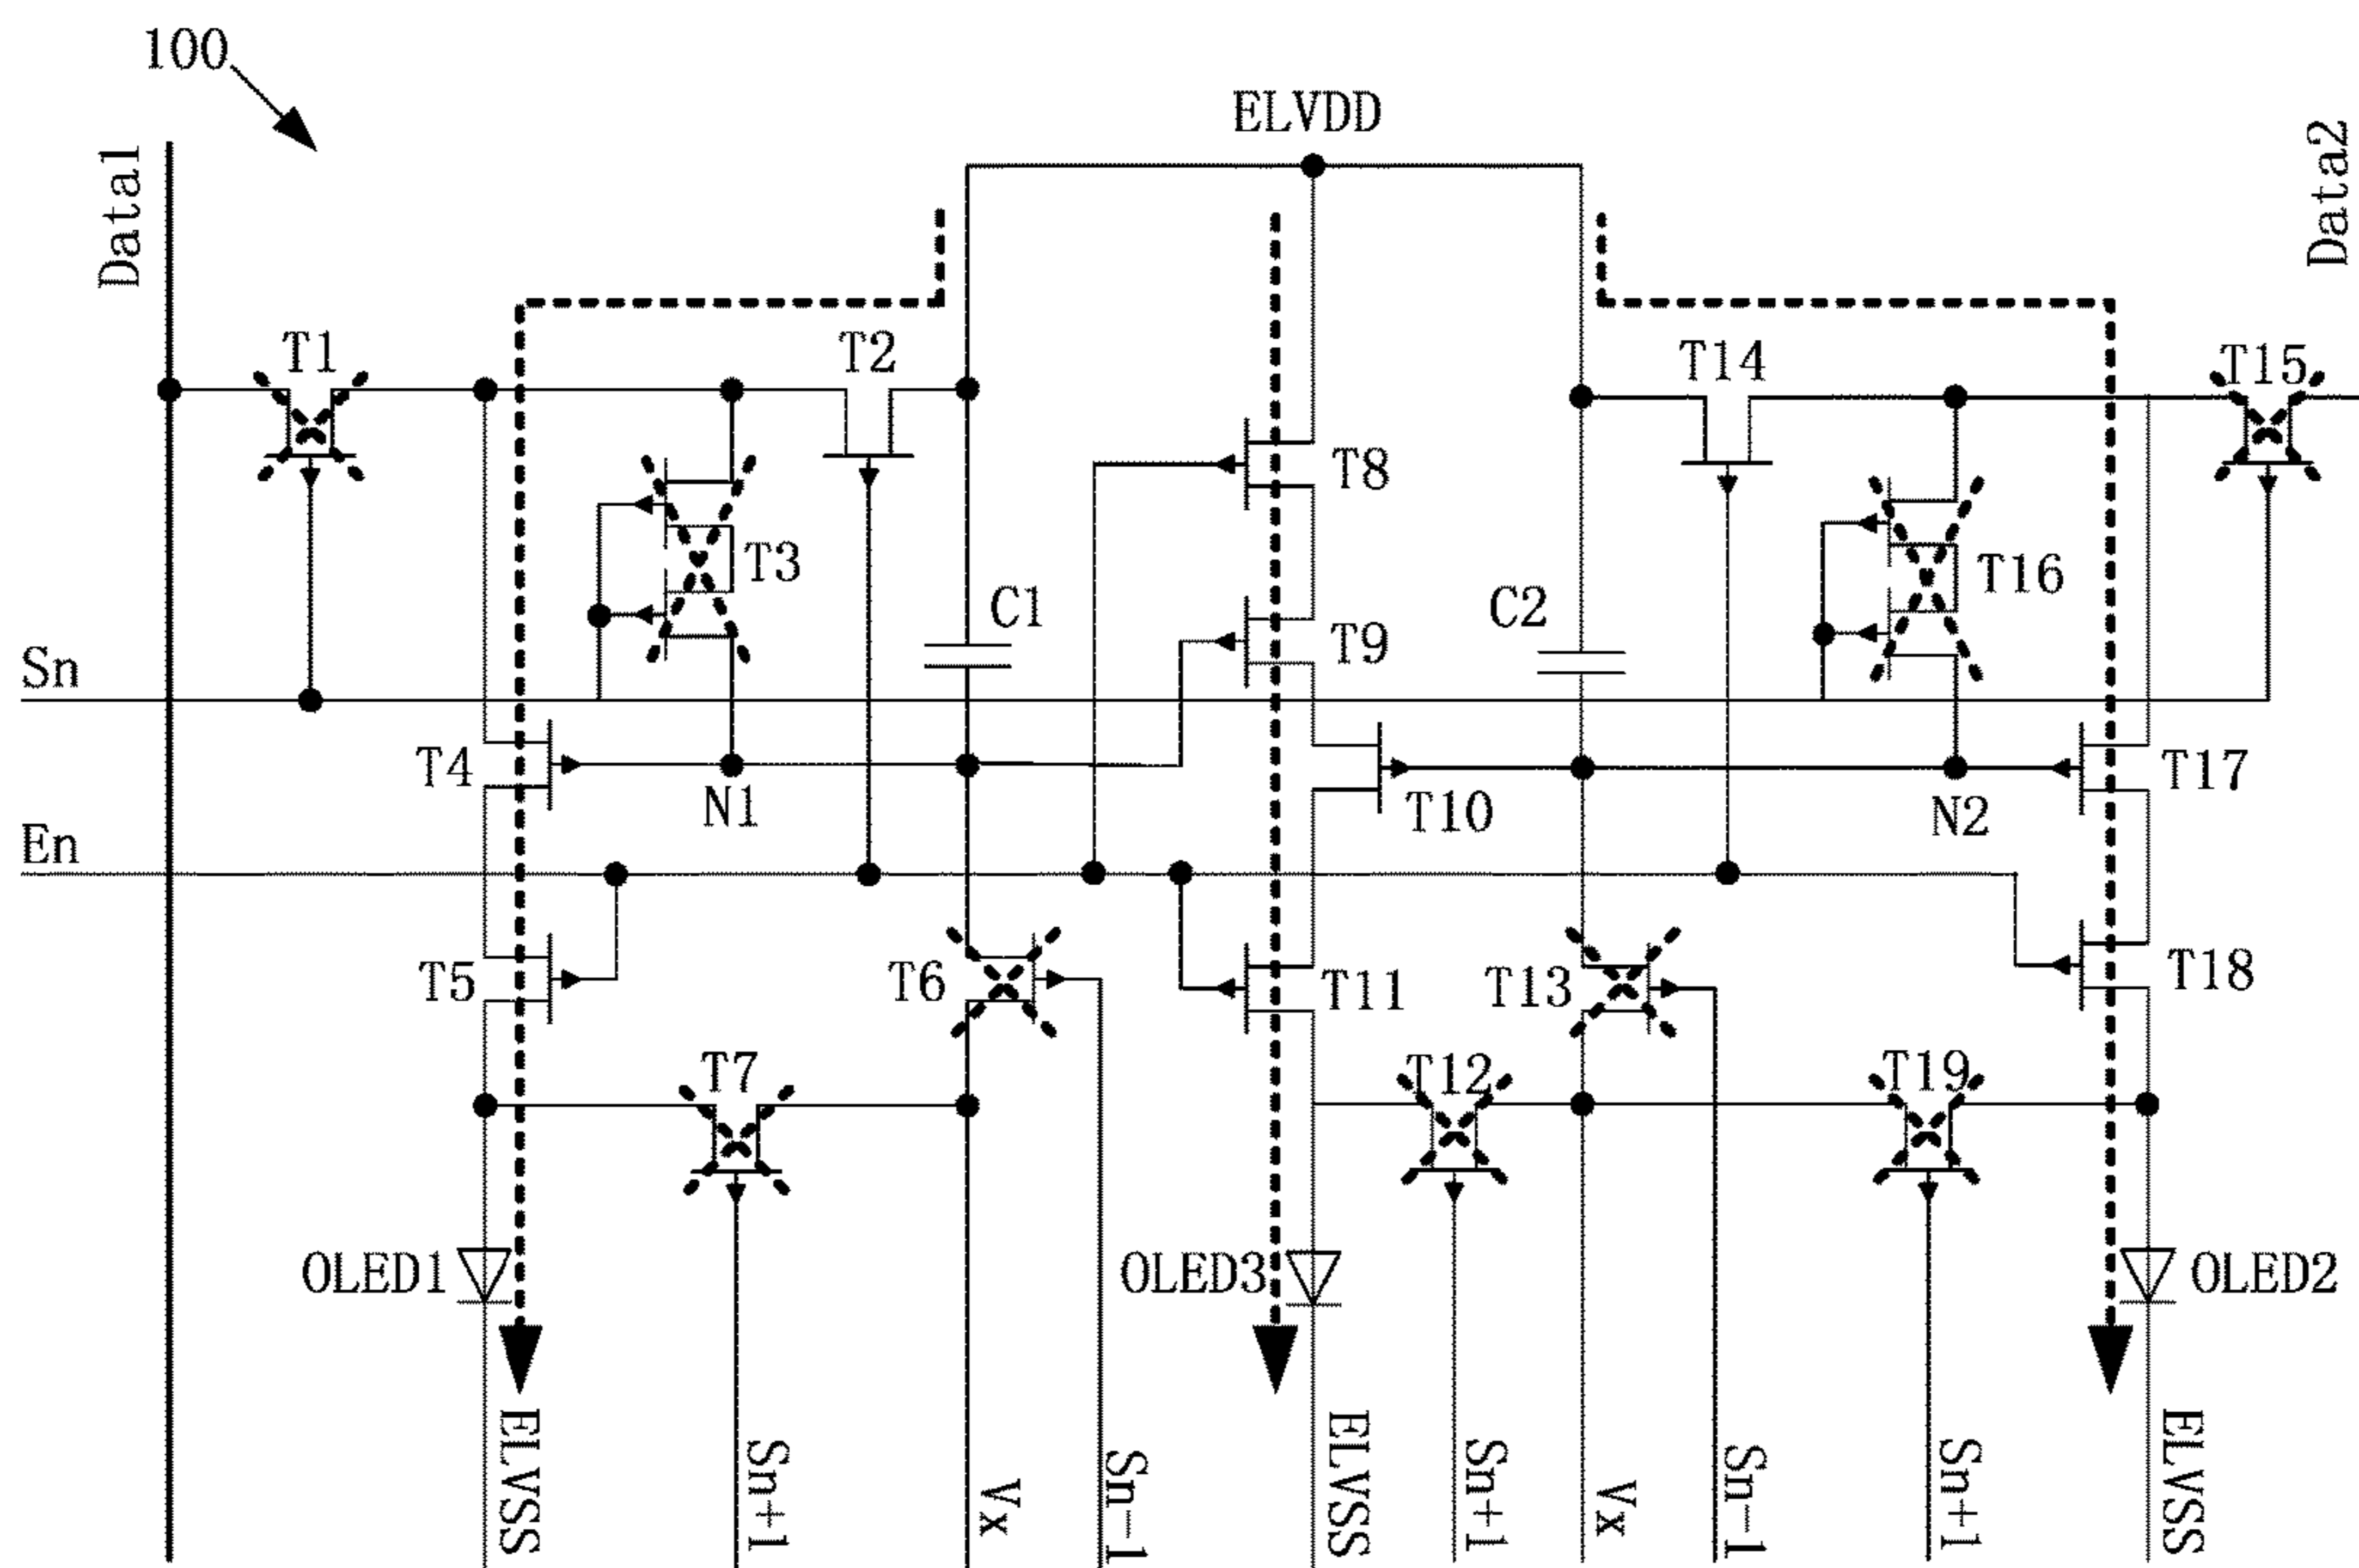 100
ELVDD
Data1
Data2
T1
T2
T14
T15
T3
T8
T16
C1
T9
C2
Sn
T4
N1
T10
N2
T17
En
T5
T6
T11
T13
T18
T7
T12
T19
OLED1
OLED3
OLED2
ELVSS
Sn+1
Vx
Sn-1
ELVSS
Sn+1
Vx
Sn-1
Sn+1
ELVSS